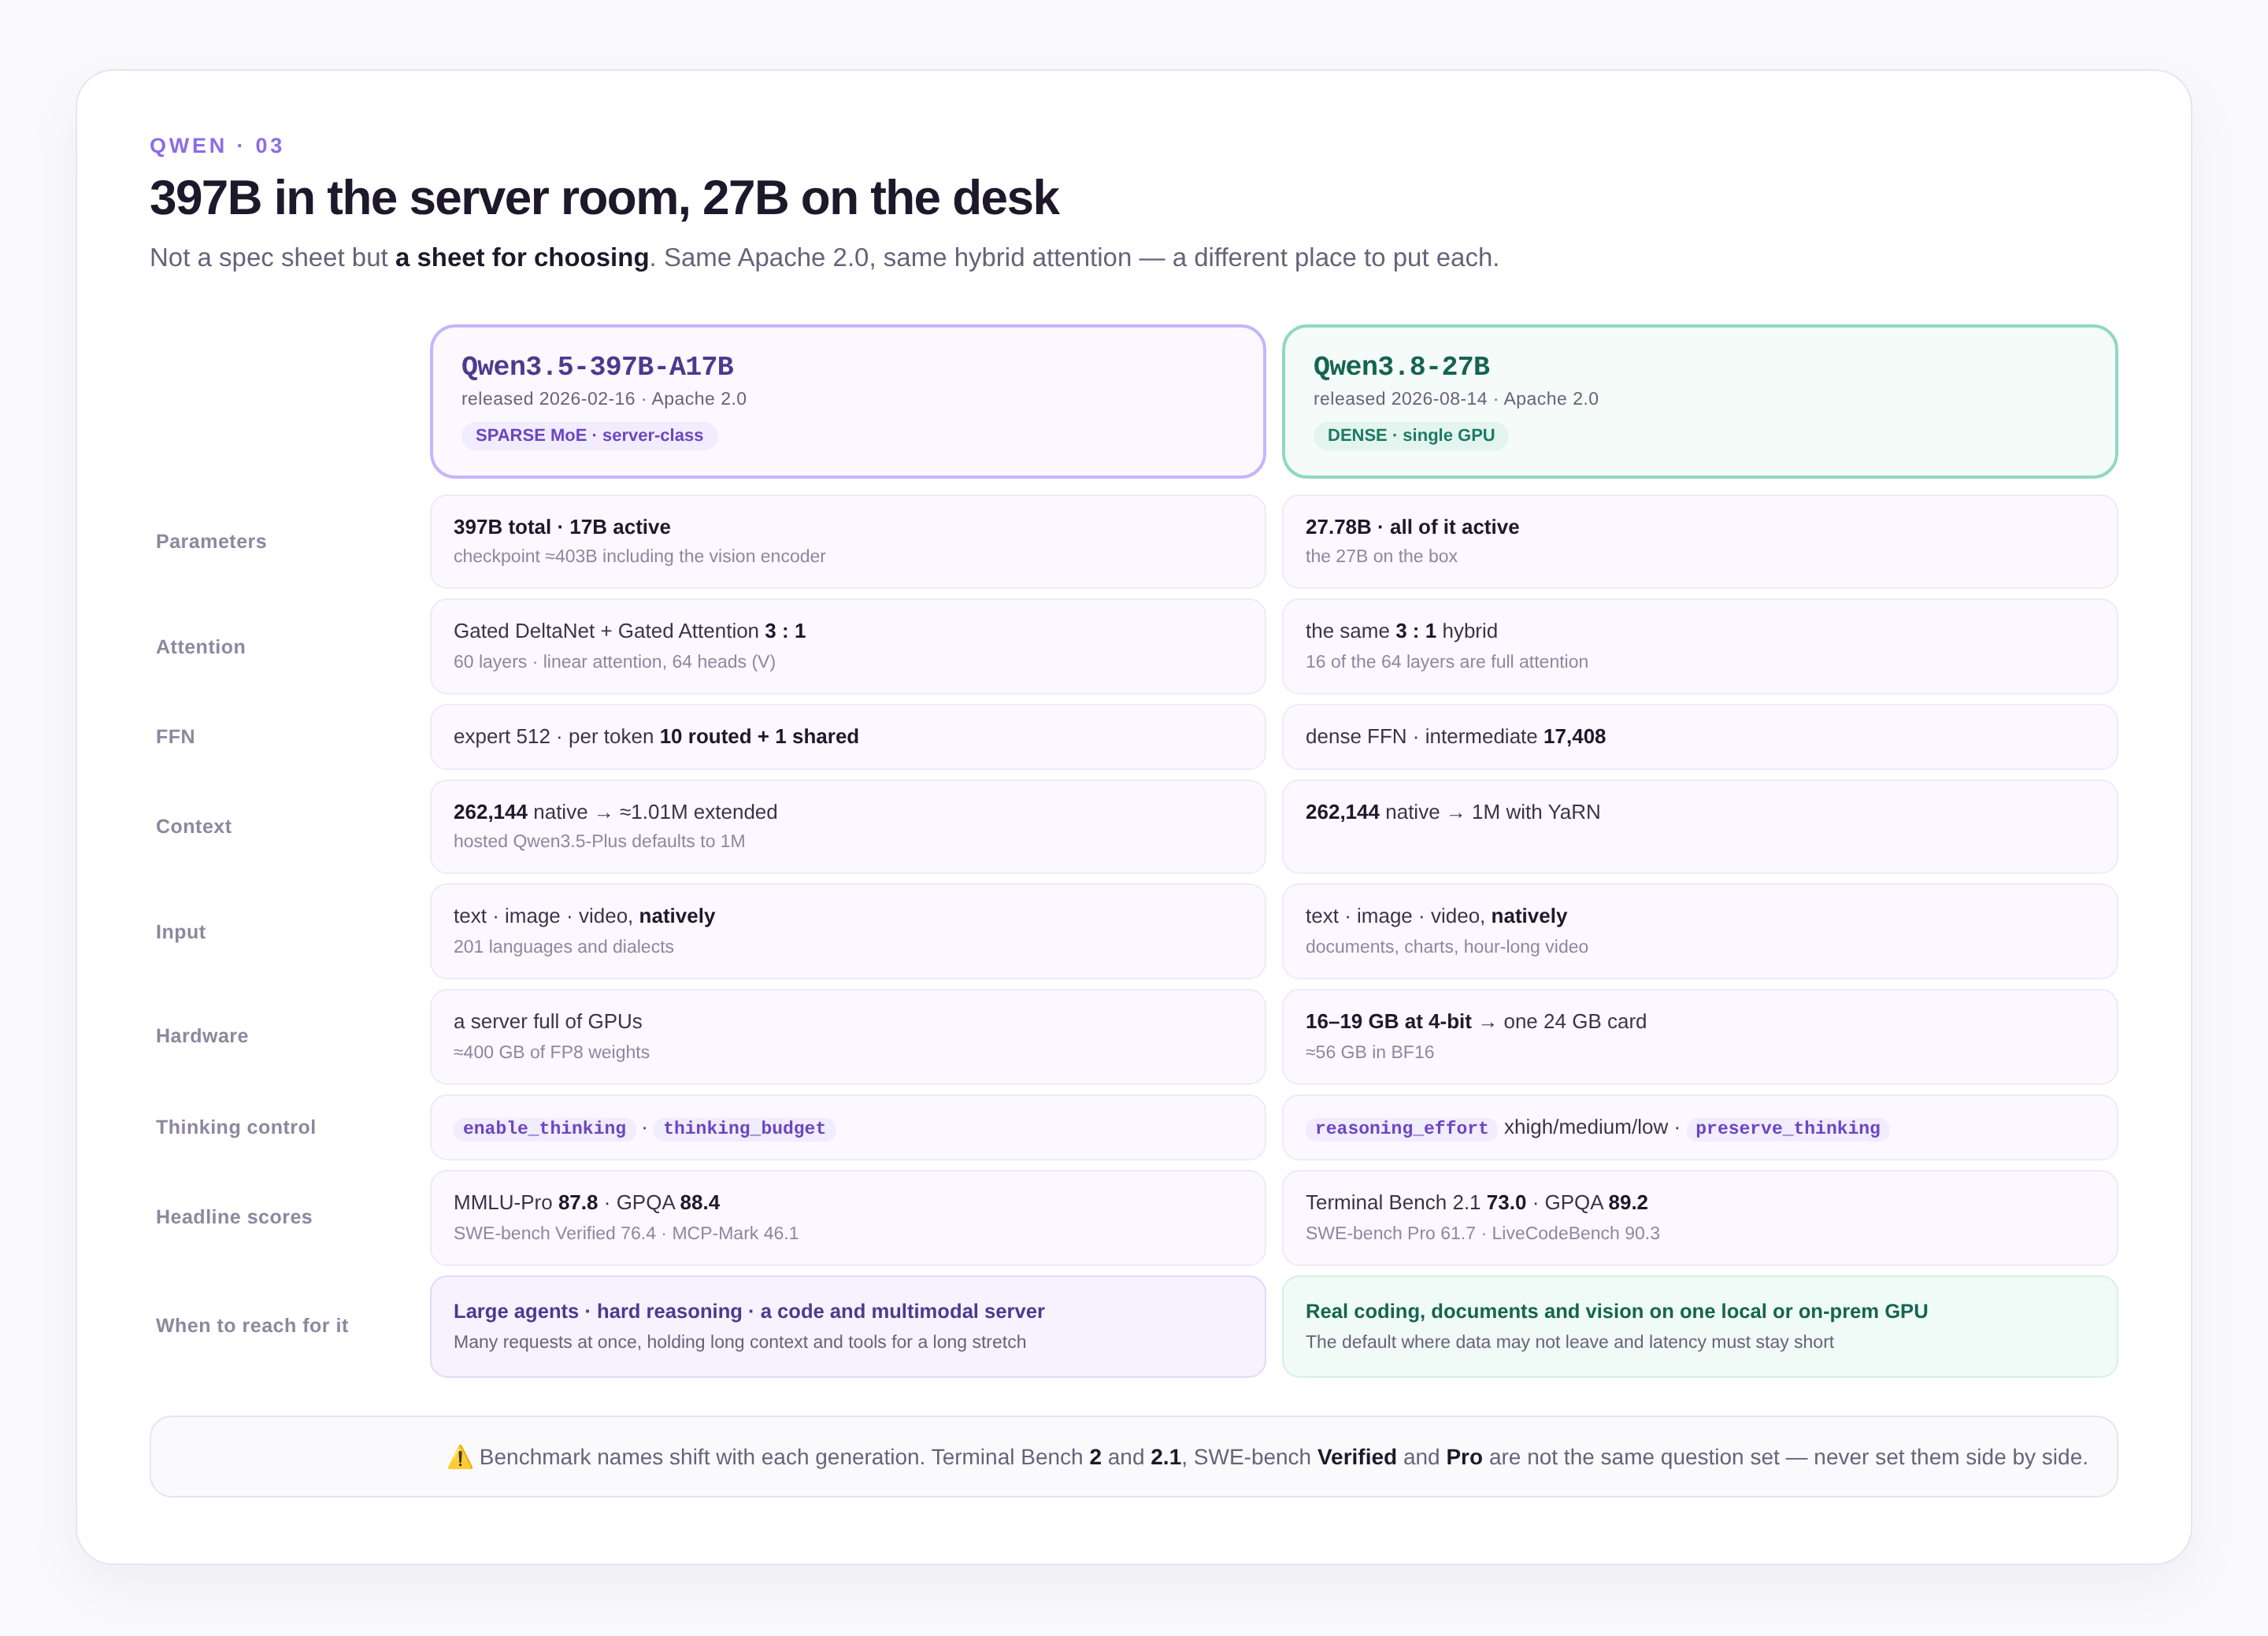 QWEN · 03
397B in the server room, 27B on the desk
Not a spec sheet but a sheet for choosing. Same Apache 2.0, same hybrid attention — a different place to put each.
Qwen3.5-397B-A17B
released 2026-02-16 · Apache 2.0
SPARSE MoE · server-class
Qwen3.8-27B
released 2026-08-14 · Apache 2.0
DENSE · single GPU
Parameters
397B total · 17B active
checkpoint ≈403B including the vision encoder
27.78B · all of it active
the 27B on the box
Attention
Gated DeltaNet + Gated Attention 3 : 1
60 layers · linear attention, 64 heads (V)
the same 3 : 1 hybrid
16 of the 64 layers are full attention
FFN
expert 512 · per token 10 routed + 1 shared
dense FFN · intermediate 17,408
Context
262,144 native → ≈1.01M extended
hosted Qwen3.5-Plus defaults to 1M
262,144 native → 1M with YaRN
Input
text · image · video, natively
201 languages and dialects
text · image · video, natively
documents, charts, hour-long video
Hardware
a server full of GPUs
≈400 GB of FP8 weights
16–19 GB at 4-bit → one 24 GB card
≈56 GB in BF16
Thinking control
enable_thinking · thinking_budget
reasoning_effort xhigh/medium/low · preserve_thinking
Headline scores
MMLU-Pro 87.8 · GPQA 88.4
SWE-bench Verified 76.4 · MCP-Mark 46.1
Terminal Bench 2.1 73.0 · GPQA 89.2
SWE-bench Pro 61.7 · LiveCodeBench 90.3
When to reach for it
Large agents · hard reasoning · a code and multimodal server
Many requests at once, holding long context and tools for a long stretch
Real coding, documents and vision on one local or on-prem GPU
The default where data may not leave and latency must stay short
⚠️ Benchmark names shift with each generation. Terminal Bench 2 and 2.1, SWE-bench Verified and Pro are not the same question set — never set them side by side.